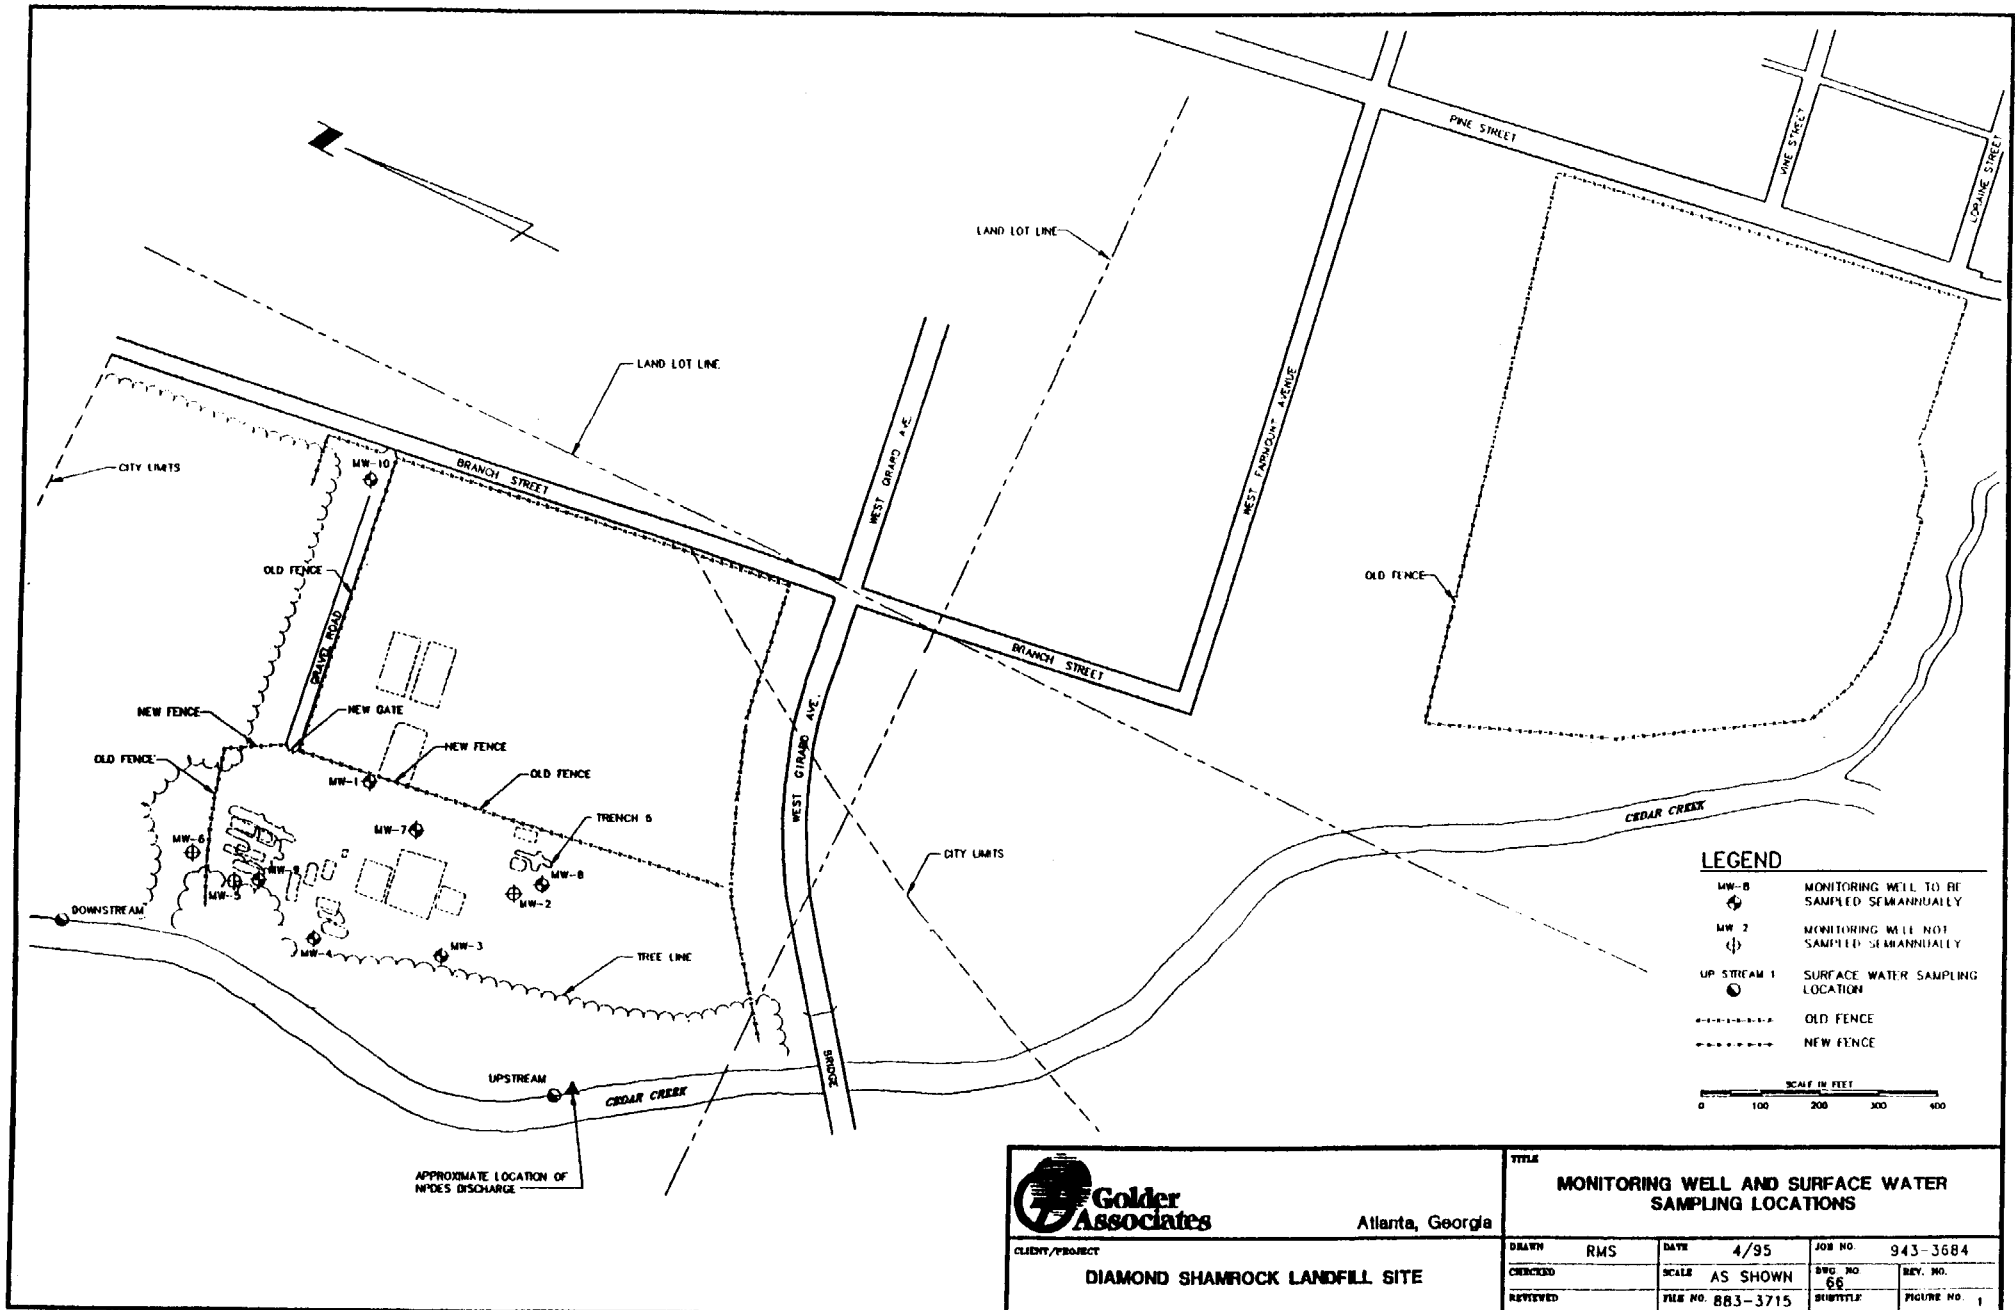 PINE STREET
VINE STREET
LORAINE STREET
LAND LOT LINE
LAND LOT LINE
WEST GIRARD AVE.
WEST FAIRMOUNT AVENUE
CITY LIMITS
MW-10
BRANCH STREET
OLD FENCE
OLD FENCE
GRAVEL ROAD
BRANCH STREET
NEW FENCE
NEW GATE
WEST GIRARD AVE.
OLD FENCE
NEW FENCE
MW-1
OLD FENCE
TRENCH 6
MW-7
CEDAR CREEK
MW-6
CITY LIMITS
MW-9
MW-8
MW-5
MW-2
DOWNSTREAM
MW-4
MW-3
TREE LINE
BRIDGE
UPSTREAM
CEDAR CREEK
APPROXIMATE LOCATION OF
NPDES DISCHARGE
LEGEND
MW-8 MONITORING WELL TO BE
SAMPLED SEMIANNUALLY
MW 2 MONITORING WELL NOT
SAMPLED SEMIANNUALLY
UP STREAM 1 SURFACE WATER SAMPLING
LOCATION
OLD FENCE
NEW FENCE
SCALE IN FEET
0 100 200 300 400
Golder
Associates
Atlanta, Georgia
CLIENT/PROJECT
DIAMOND SHAMROCK LANDFILL SITE
TITLE
MONITORING WELL AND SURFACE WATER
SAMPLING LOCATIONS
DRAWN RMS DATE 4/95 JOB NO. 943-3684
CHECKED SCALE AS SHOWN DWG NO 66 REV. NO.
REVIEWED FILE NO. 883-3715 SUBTITLE FIGURE NO. 1